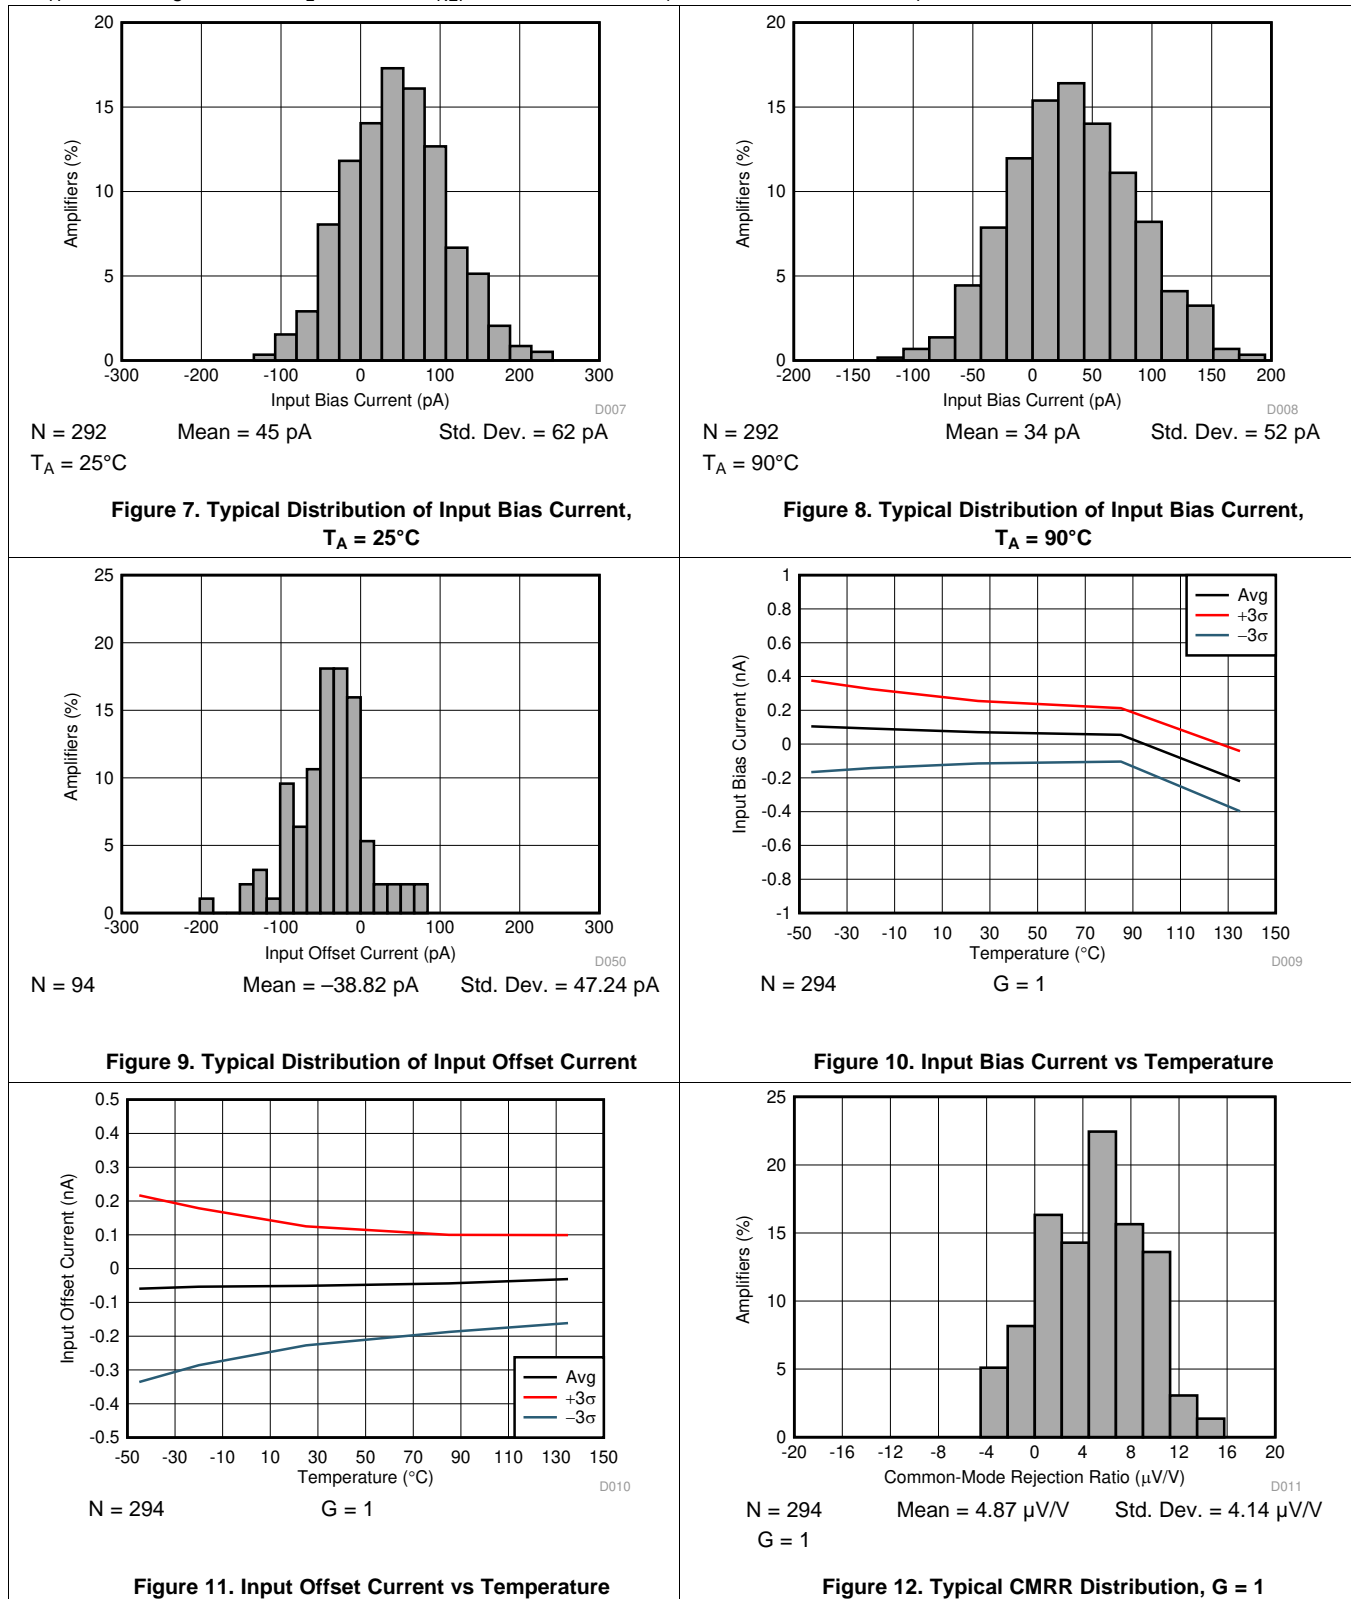 20
15
10
5
0
Amplifiers (%)
-300 -200 -100 0 100 200 300
Input Bias Current (pA)
D007
N = 292 Mean = 45 pA Std. Dev. = 62 pA
TA = 25°C
Figure 7. Typical Distribution of Input Bias Current,
TA = 25°C
20
15
10
5
0
Amplifiers (%)
-200 -150 -100 -50 0 50 100 150 200
Input Bias Current (pA)
D008
N = 292 Mean = 34 pA Std. Dev. = 52 pA
TA = 90°C
Figure 8. Typical Distribution of Input Bias Current,
TA = 90°C
25
20
15
10
5
0
Amplifiers (%)
-300 -200 -100 0 100 200 300
Input Offset Current (pA)
D050
N = 94 Mean = –38.82 pA Std. Dev. = 47.24 pA
Figure 9. Typical Distribution of Input Offset Current
1
0.8
0.6
0.4
0.2
0
-0.2
-0.4
-0.6
-0.8
-1
Input Bias Current (nA)
Avg
+3σ
−3σ
-50 -30 -10 10 30 50 70 90 110 130 150
Temperature (°C)
D009
N = 294 G = 1
Figure 10. Input Bias Current vs Temperature
0.5
0.4
0.3
0.2
0.1
0
-0.1
-0.2
-0.3
-0.4
-0.5
Input Offset Current (nA)
Avg
+3σ
−3σ
-50 -30 -10 10 30 50 70 90 110 130 150
Temperature (°C)
D010
N = 294 G = 1
Figure 11. Input Offset Current vs Temperature
25
20
15
10
5
0
Amplifiers (%)
-20 -16 -12 -8 -4 0 4 8 12 16 20
Common-Mode Rejection Ratio (μV/V)
D011
N = 294 Mean = 4.87 μV/V Std. Dev. = 4.14 μV/V
G = 1
Figure 12. Typical CMRR Distribution, G = 1